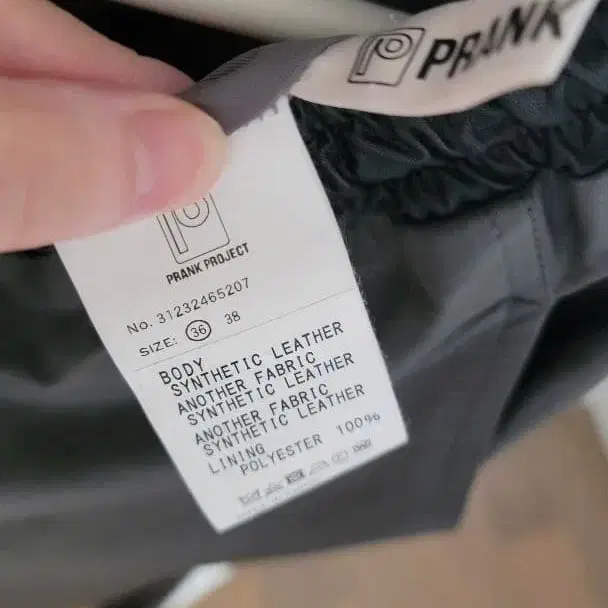 PRANK
PRANK PROJECT
No. 31232465207
SIZE: 36 38
BODY
SYNTHETIC LEATHER
ANOTHER FABRIC
SYNTHETIC LEATHER
ANOTHER FABRIC
SYNTHETIC LEATHER
LINING
POLYESTER 100%